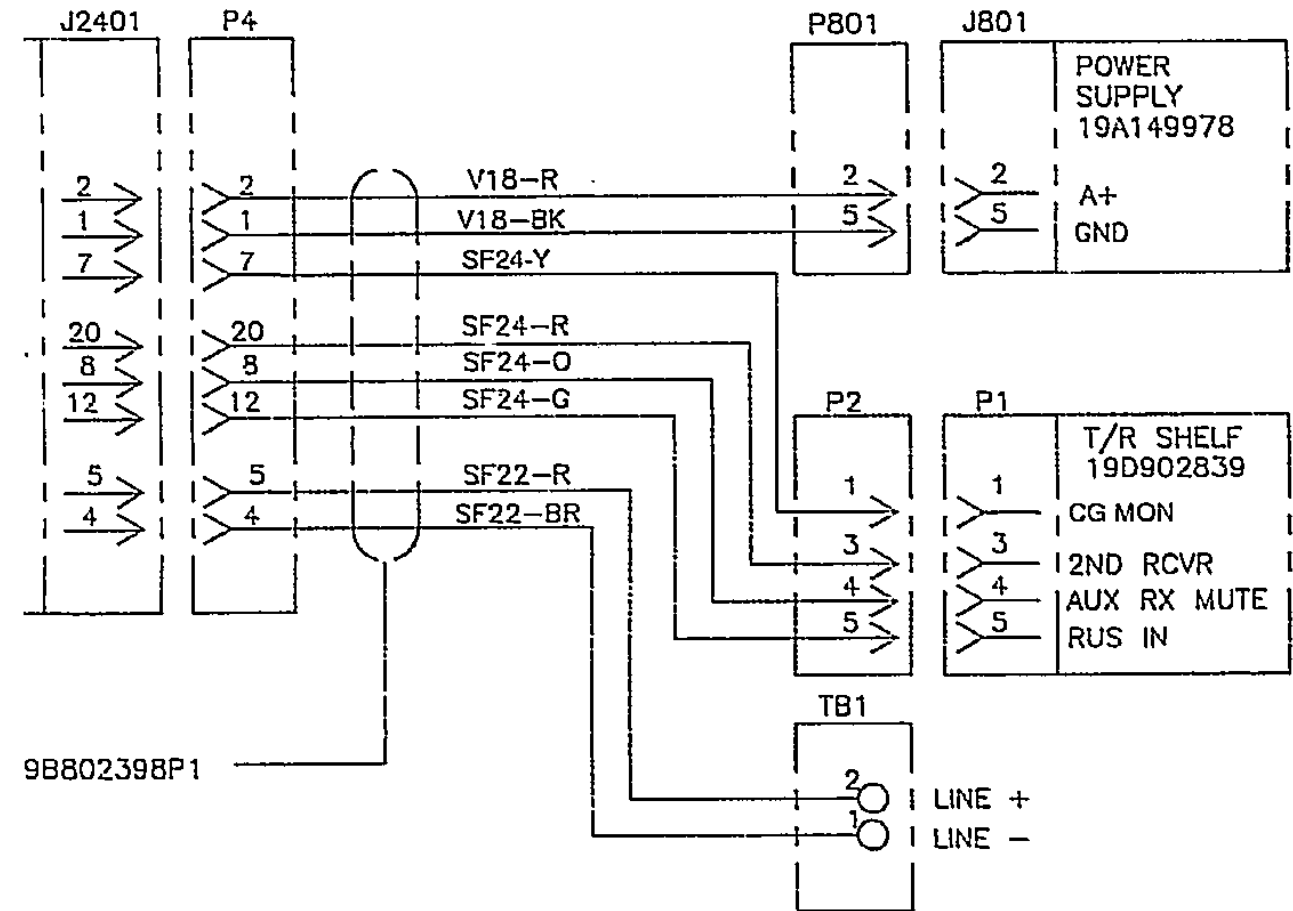 J2401 P4 P801 J801
POWER
SUPPLY
19A149978
2 2 V18-R 2 2 A+
1 1 V18-BK 5 5 GND
7 7 SF24-Y
20 20 SF24-R
8 8 SF24-O
12 12 SF24-G
P2 P1
T/R SHELF
19D902839
5 5 SF22-R
4 4 SF22-BR
1 1 CG MON
3 3 2ND RCVR
4 4 AUX RX MUTE
5 5 RUS IN
TB1
9B802398P1
2 LINE +
1 LINE -